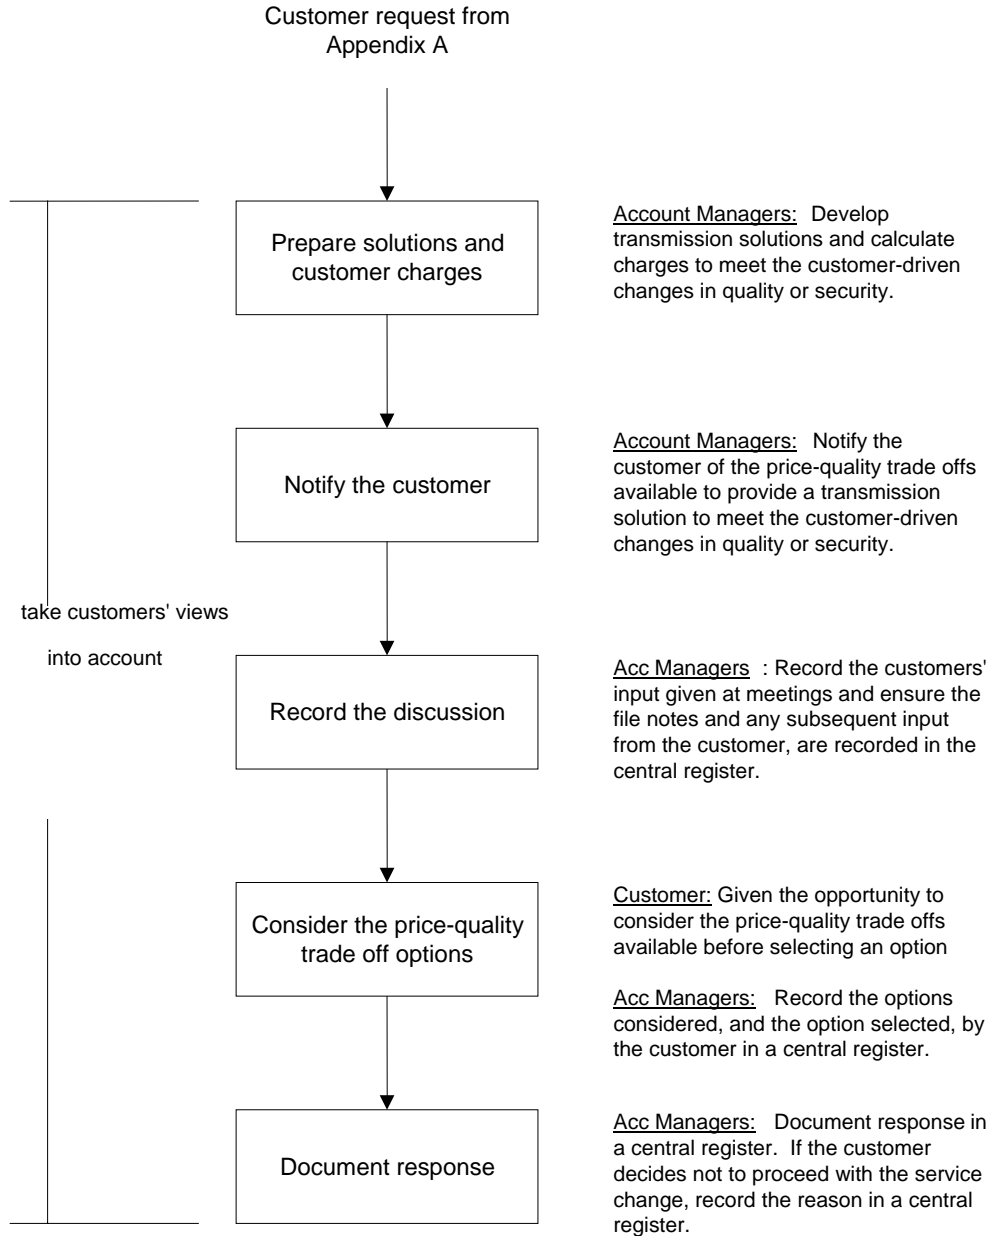 Customer request from
Appendix A
Prepare solutions and
customer charges
Account Managers: Develop
transmission solutions and calculate
charges to meet the customer-driven
changes in quality or security.
Notify the customer
Account Managers: Notify the
customer of the price-quality trade offs
available to provide a transmission
solution to meet the customer-driven
changes in quality or security.
take customers' views
into account
Record the discussion
Acc Managers : Record the customers'
input given at meetings and ensure the
file notes and any subsequent input
from the customer, are recorded in the
central register.
Consider the price-quality
trade off options
Customer: Given the opportunity to
consider the price-quality trade offs
available before selecting an option
Acc Managers: Record the options
considered, and the option selected, by
the customer in a central register.
Document response
Acc Managers: Document response in
a central register. If the customer
decides not to proceed with the service
change, record the reason in a central
register.